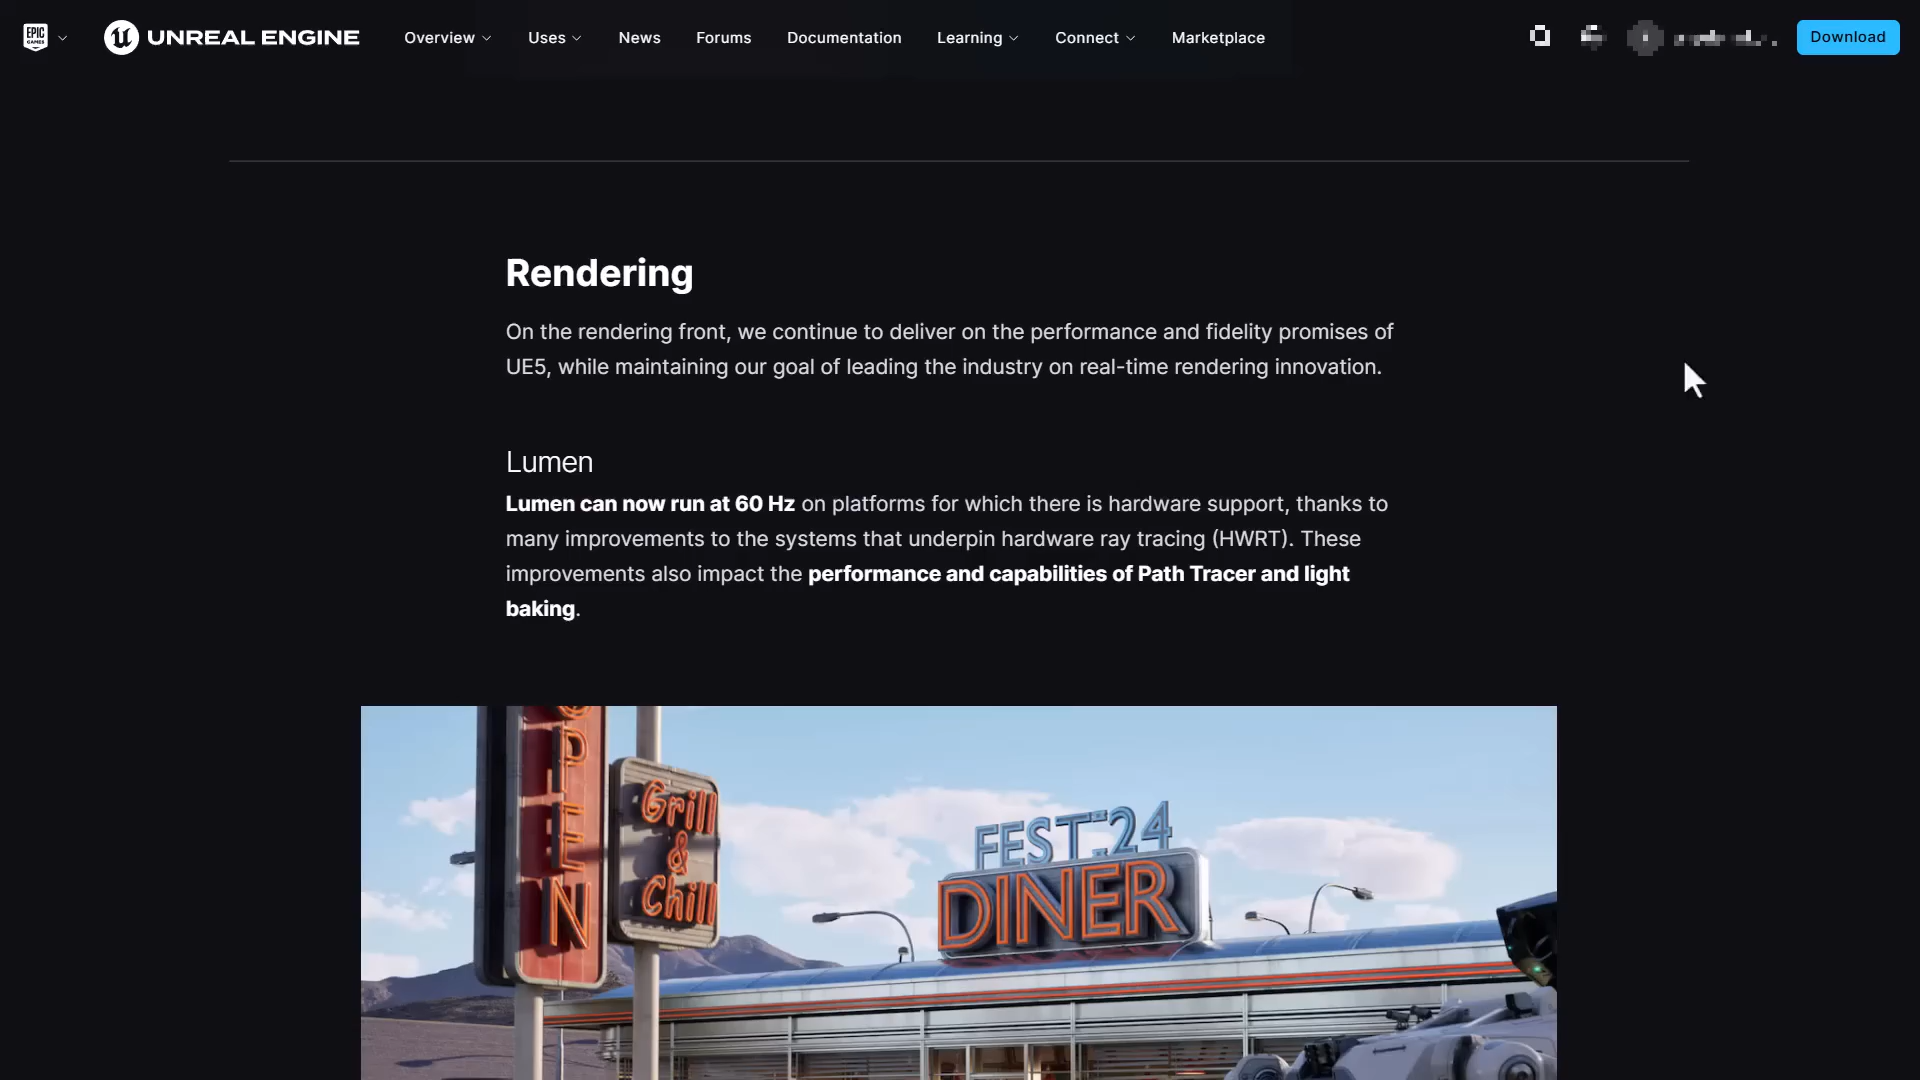 EPIC GAMES
UNREAL ENGINE
Overview
Uses
News
Forums
Documentation
Learning
Connect
Marketplace
Download
Rendering
On the rendering front, we continue to deliver on the performance and fidelity promises of
UE5, while maintaining our goal of leading the industry on real-time rendering innovation.
Lumen
Lumen can now run at 60 Hz on platforms for which there is hardware support, thanks to
many improvements to the systems that underpin hardware ray tracing (HWRT). These
improvements also impact the performance and capabilities of Path Tracer and light
baking.
OPEN
Grill
&
Chill
FEST:24
DINER